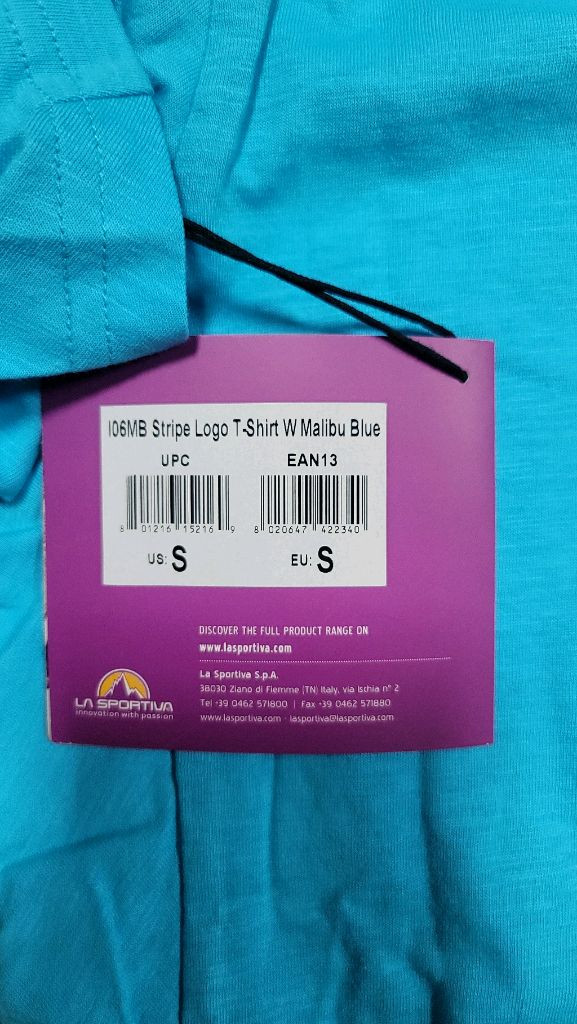 I06MB Stripe Logo T-Shirt W Malibu Blue
UPC EAN13
8 01216 15216 9 8 020647 422340
US: S EU: S
DISCOVER THE FULL PRODUCT RANGE ON
www.lasportiva.com
La Sportiva S.p.A.
38030 Ziano di Fiemme (TN) Italy, via Ischia n° 2
Tel +39 0462 571800 | Fax +39 0462 571880
www.lasportiva.com - lasportiva@lasportiva.com
LA SPORTIVA
innovation with passion